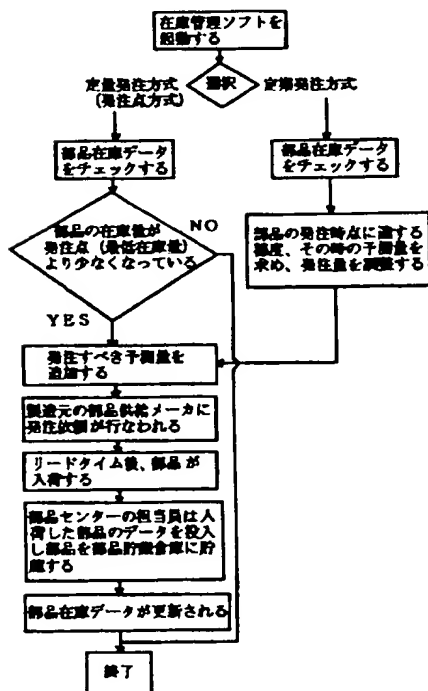 在庫管理ソフトを
起動する
選択
定量発注方式
(発注点方式)
定期発注方式
部品在庫データ
をチェックする
部品在庫データ
をチェックする
部品の在庫量が
発注点(最低在庫量)
より少なくなっている
NO
YES
部品の発注時点に達する
都度、その時の予測量を
求め、発注量を調整する
発注すべき予測量を
追加する
製造元の部品供給メーカに
発注依頼が行なわれる
リードタイム後、部品が
入荷する
部品センターの担当員は入
荷した部品のデータを投入
し部品を部品貯蔵倉庫に貯
蔵する
部品在庫データが更新される
終了